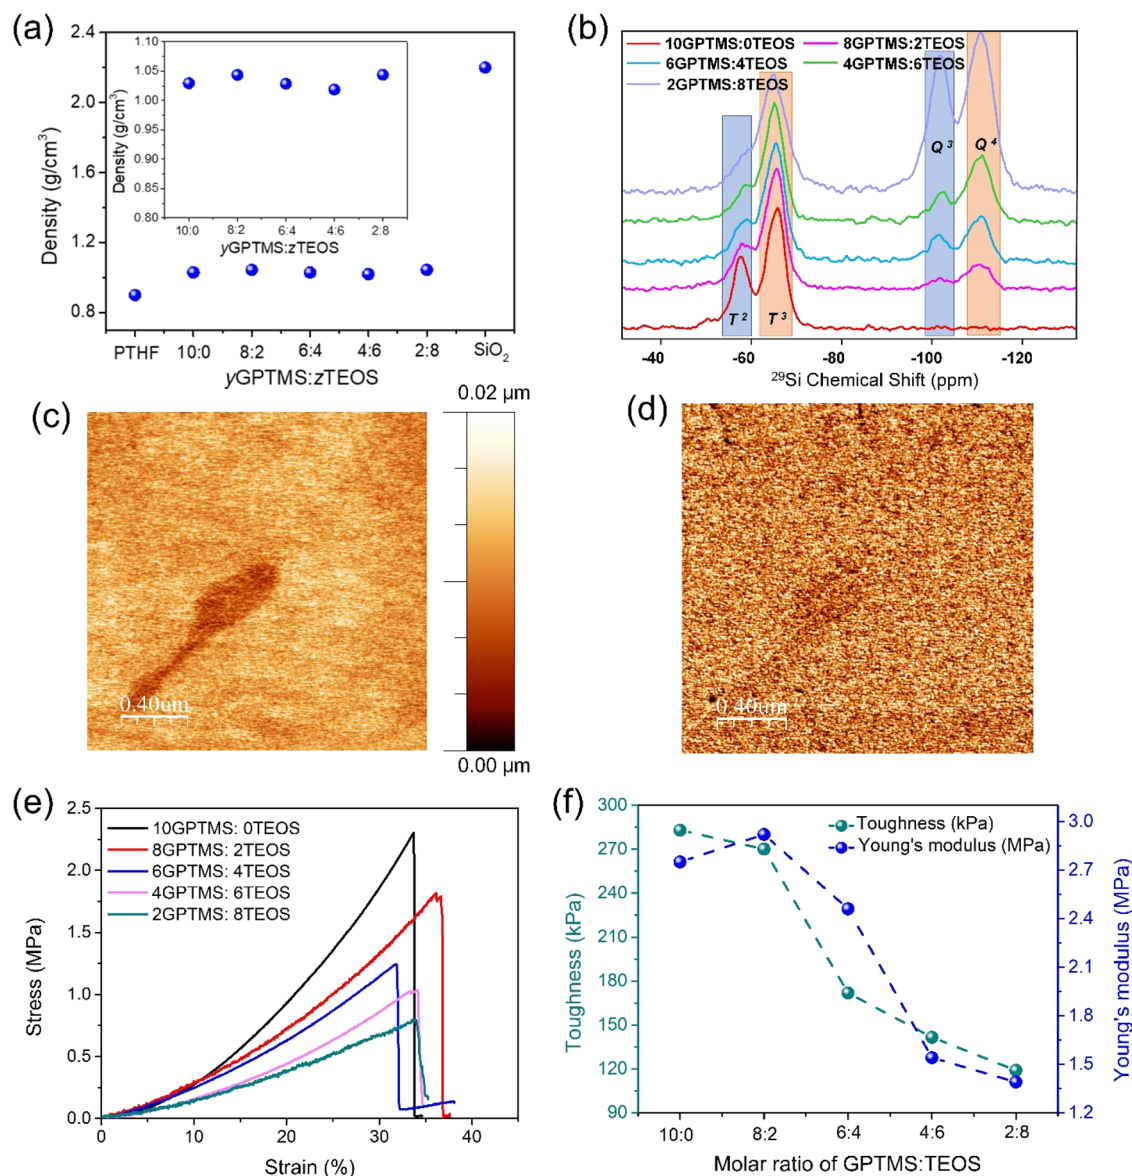 (a)
2.4
2.0
1.6
1.2
0.8
Density (g/cm³)
1.10
1.05
1.00
0.95
0.90
0.85
0.80
Density (g/cm³)
10:0 8:2 6:4 4:6 2:8
yGPTMS:zTEOS
PTHF 10:0 8:2 6:4 4:6 2:8 SiO₂
yGPTMS:zTEOS
(b)
10GPTMS:0TEOS 8GPTMS:2TEOS
6GPTMS:4TEOS 4GPTMS:6TEOS
2GPTMS:8TEOS
Q³ Q⁴
T² T³
-40 -60 -80 -100 -120
²⁹Si Chemical Shift (ppm)
(c)
0.02 µm
0.40um
0.00 µm
(d)
0.40um
(e)
2.5
2.0
1.5
1.0
0.5
0.0
Stress (MPa)
10GPTMS: 0TEOS
8GPTMS: 2TEOS
6GPTMS: 4TEOS
4GPTMS: 6TEOS
2GPTMS: 8TEOS
0 10 20 30 40
Strain (%)
(f)
300
270
240
210
180
150
120
90
Toughness (kPa)
Toughness (kPa)
Young's modulus (MPa)
3.0
2.7
2.4
2.1
1.8
1.5
1.2
Young's modulus (MPa)
10:0 8:2 6:4 4:6 2:8
Molar ratio of GPTMS:TEOS